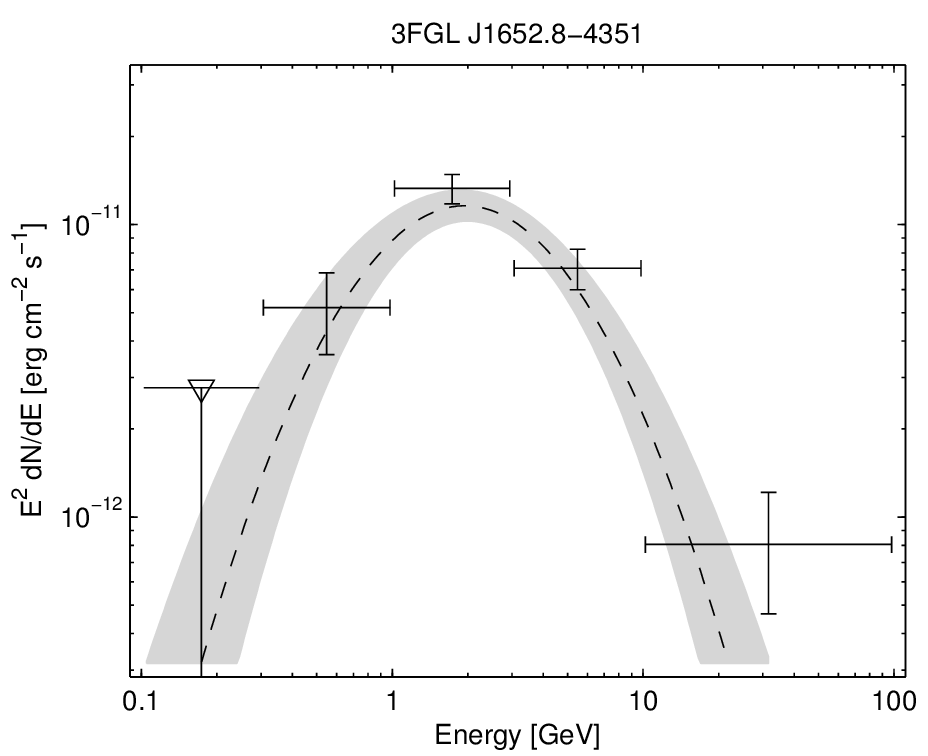 3FGL J1652.8−4351
E² dN/dE [erg cm⁻² s⁻¹]
10⁻¹¹
10⁻¹²
0.1 1 10 100
Energy [GeV]